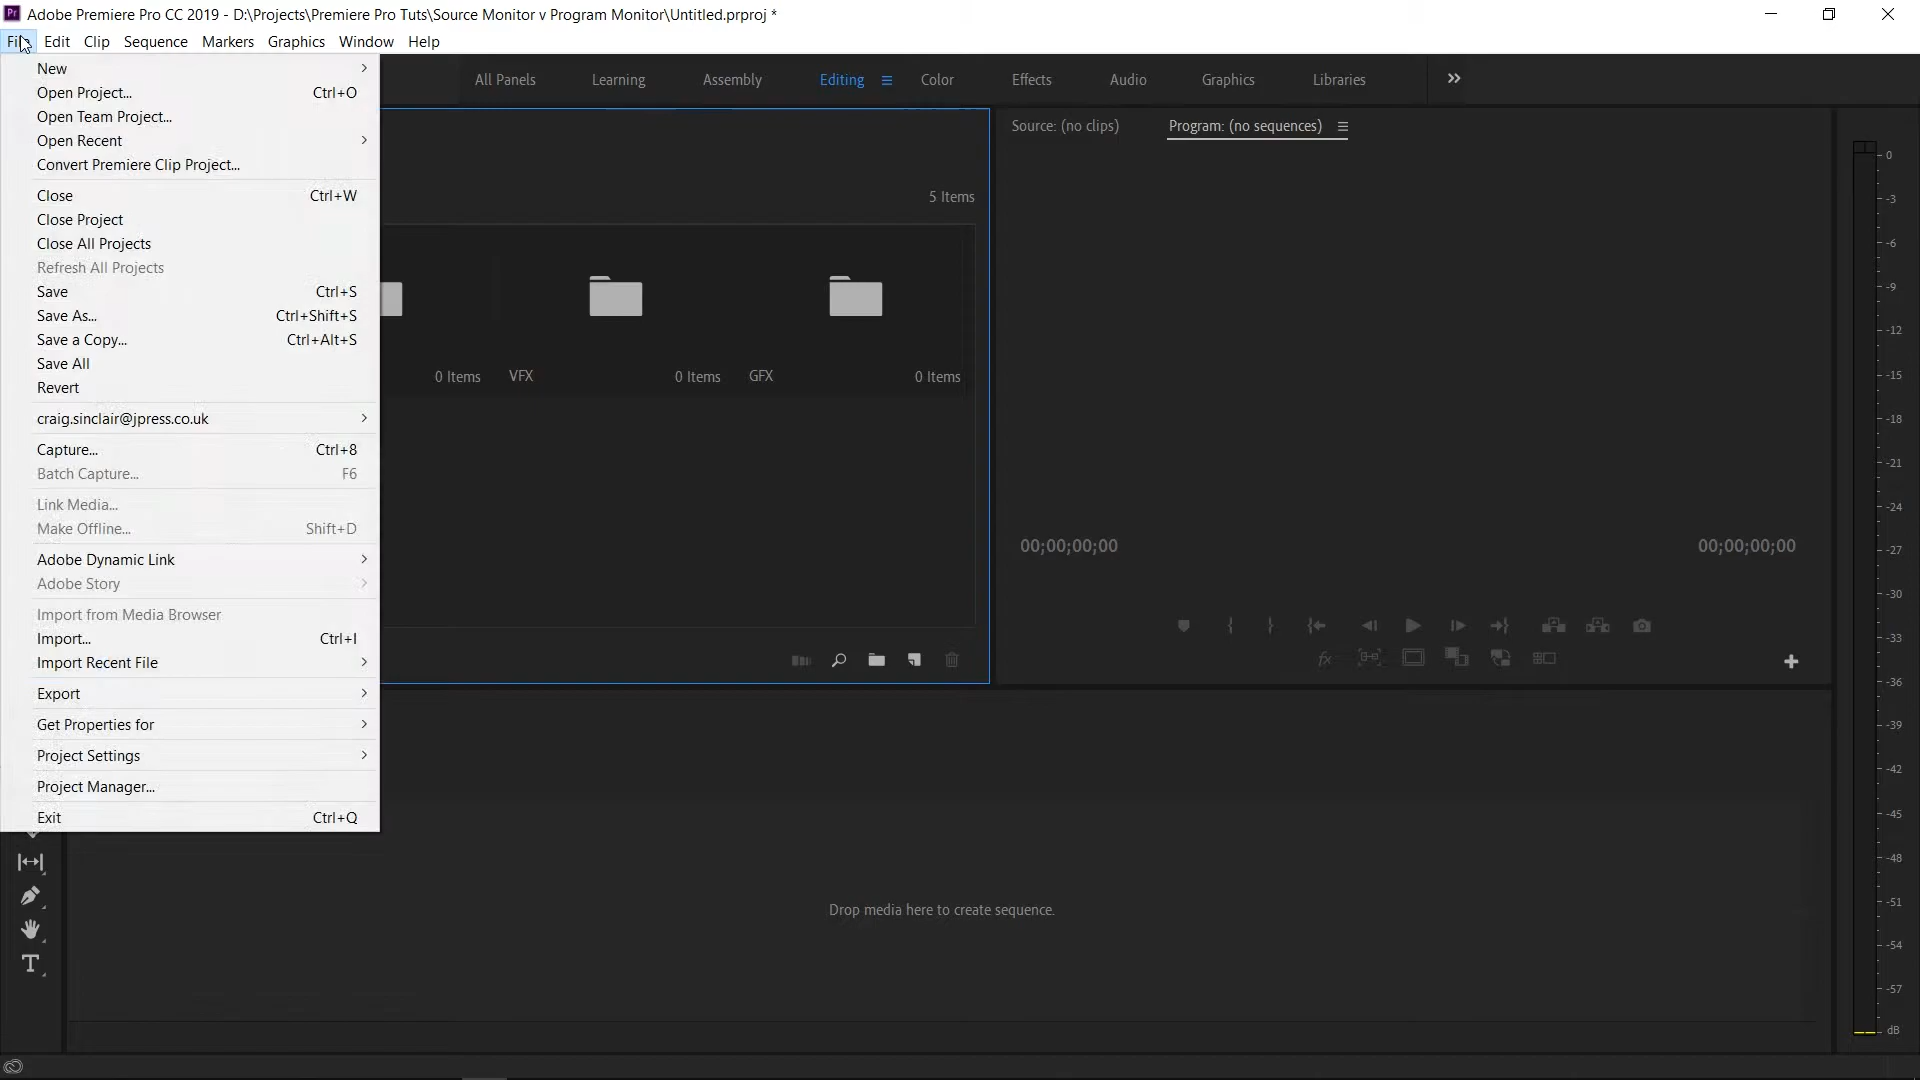 Pr Adobe Premiere Pro CC 2019 - D:\Projects\Premiere Pro Tuts\Source Monitor v Program Monitor\Untitled.prproj *
File Edit Clip Sequence Markers Graphics Window Help
New
Open Project... Ctrl+O
Open Team Project...
Open Recent
Convert Premiere Clip Project...
Close Ctrl+W
Close Project
Close All Projects
Refresh All Projects
Save Ctrl+S
Save As... Ctrl+Shift+S
Save a Copy... Ctrl+Alt+S
Save All
Revert
craig.sinclair@jpress.co.uk
Capture... Ctrl+8
Batch Capture... F6
Link Media...
Make Offline... Shift+D
Adobe Dynamic Link
Adobe Story
Import from Media Browser
Import... Ctrl+I
Import Recent File
Export
Get Properties for
Project Settings
Project Manager...
Exit Ctrl+Q
All Panels Learning Assembly Editing Color Effects Audio Graphics Libraries
5 Items
0 Items VFX 0 Items GFX 0 Items
Source: (no clips) Program: (no sequences)
00;00;00;00 00;00;00;00
fx
T
Drop media here to create sequence.
0
-3
-6
-9
-12
-15
-18
-21
-24
-27
-30
-33
-36
-39
-42
-45
-48
-51
-54
-57
dB